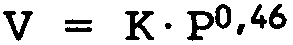 V = K · P^0,46